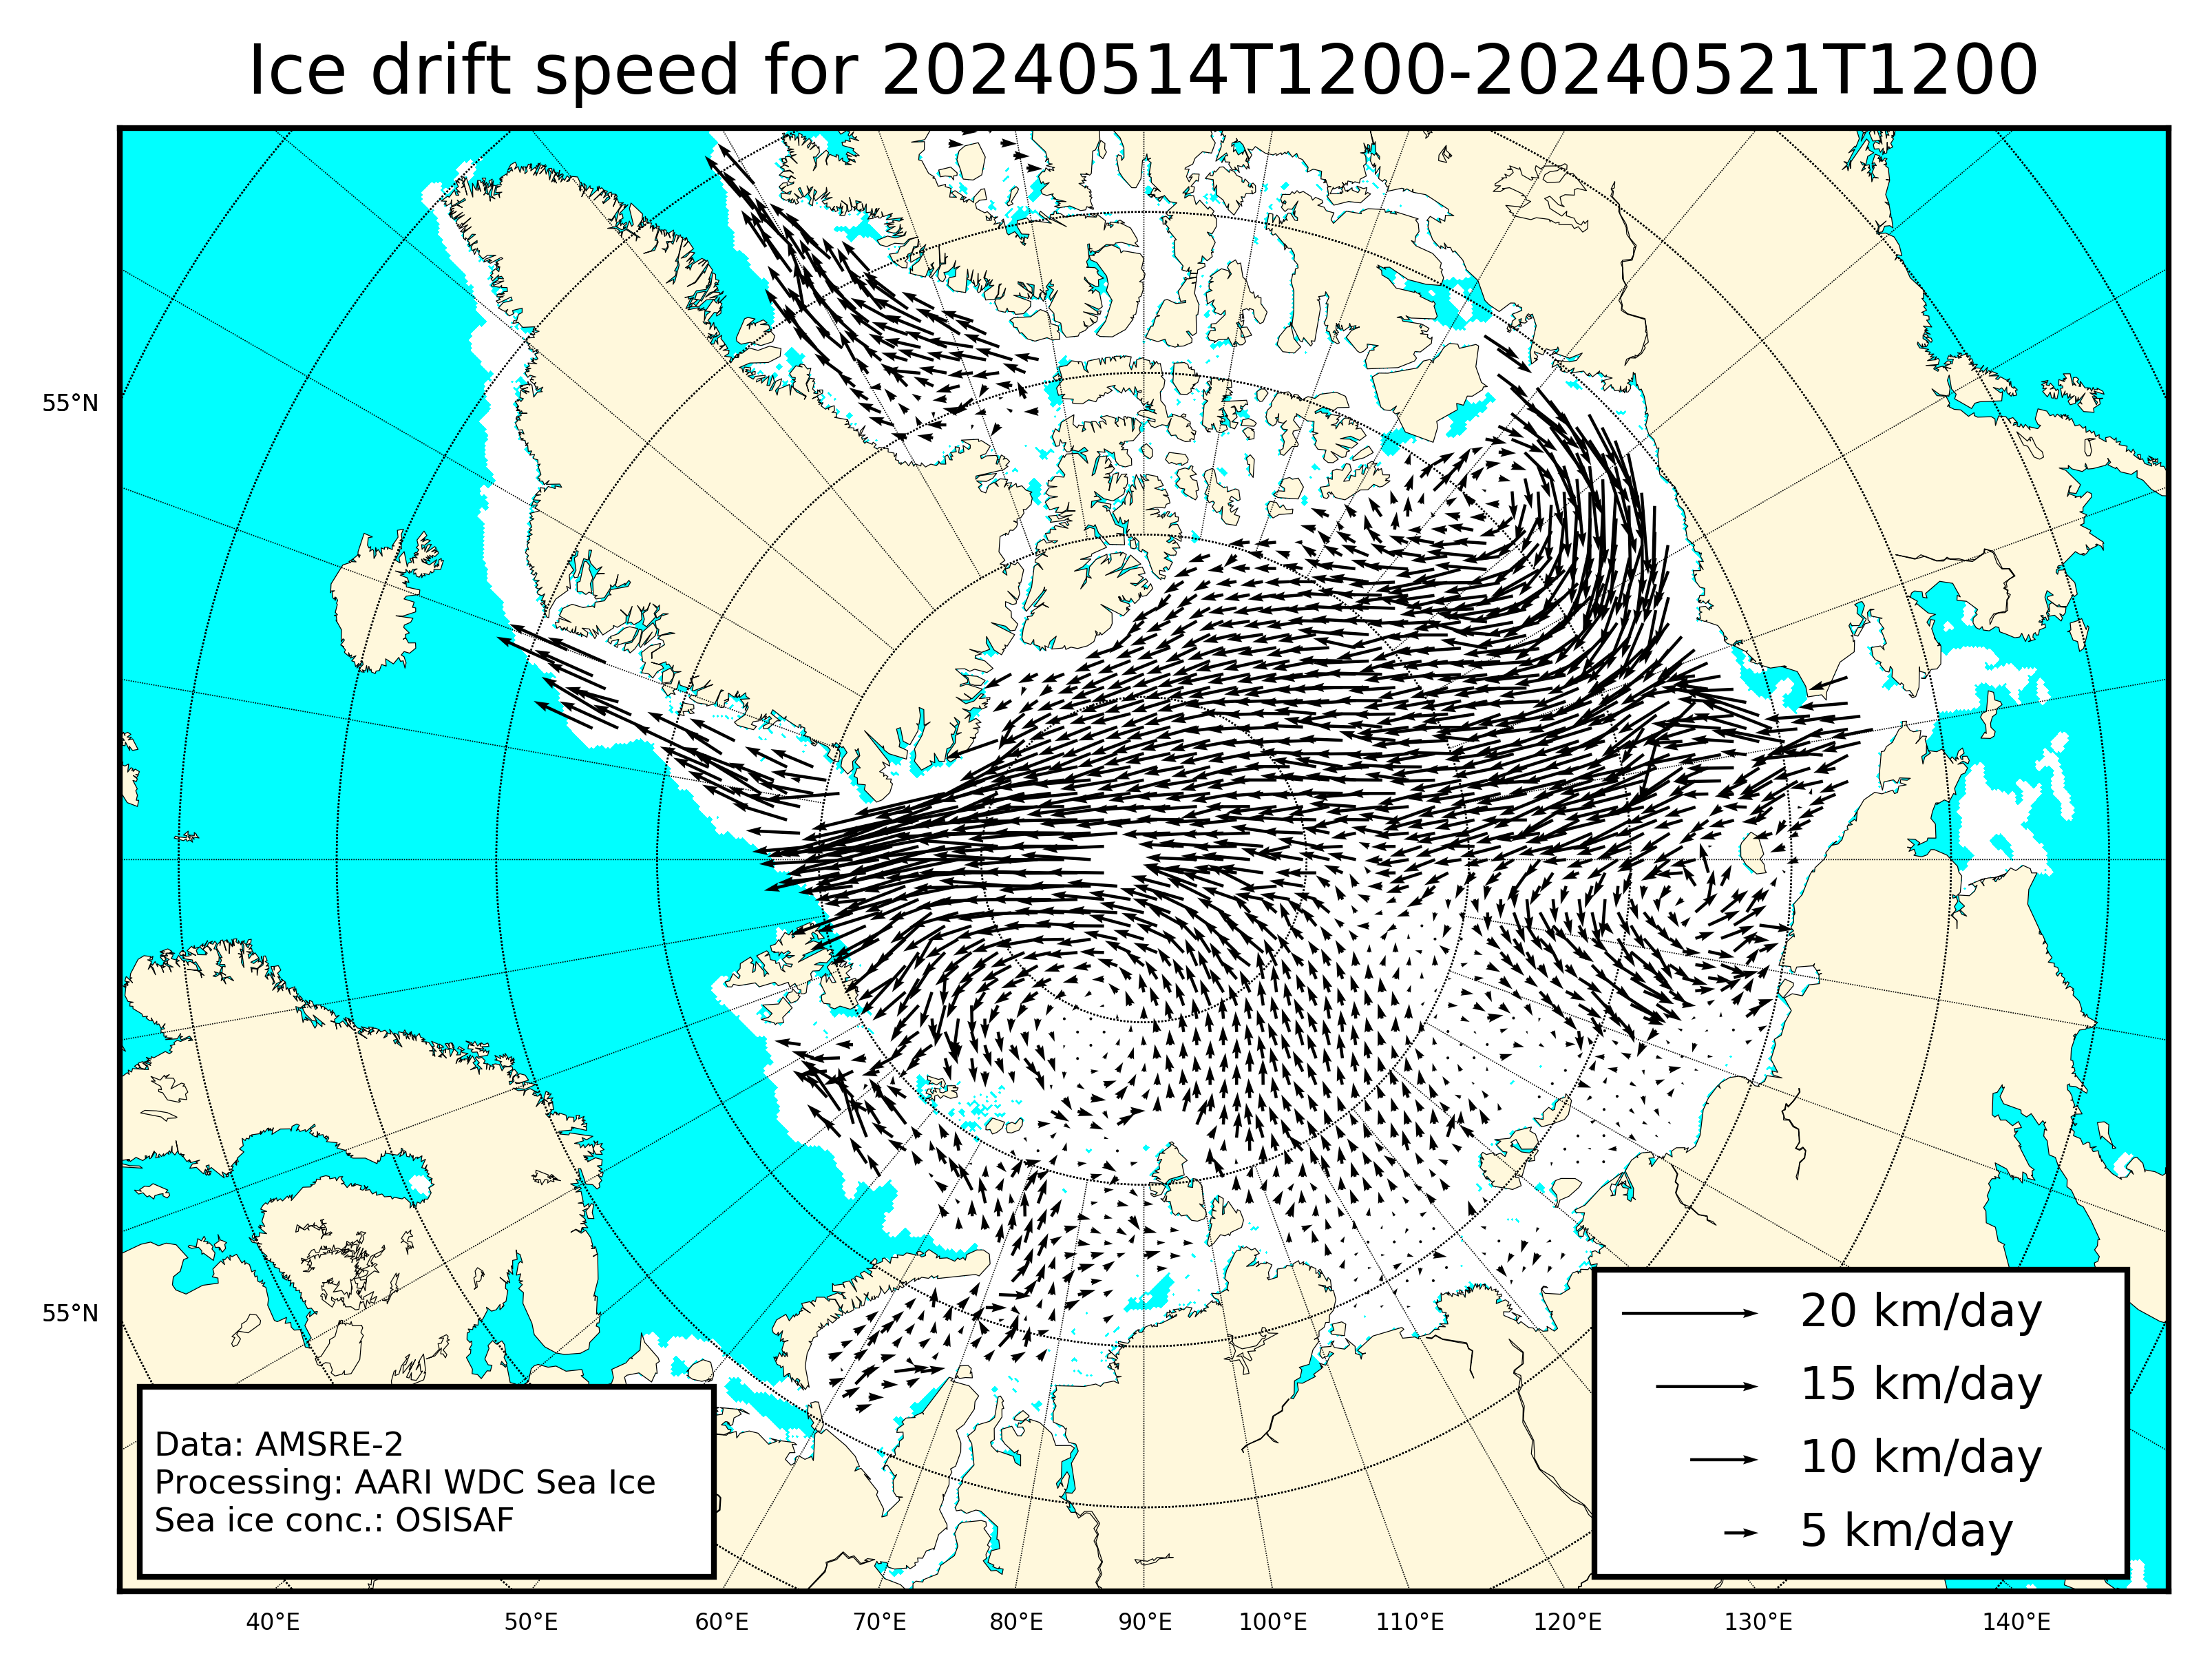 Ice drift speed for 20240514T1200-20240521T1200
55°N
55°N
20 km/day
15 km/day
10 km/day
5 km/day
Data: AMSRE-2
Processing: AARI WDC Sea Ice
Sea ice conc.: OSISAF
40°E 50°E 60°E 70°E 80°E 90°E 100°E 110°E 120°E 130°E 140°E